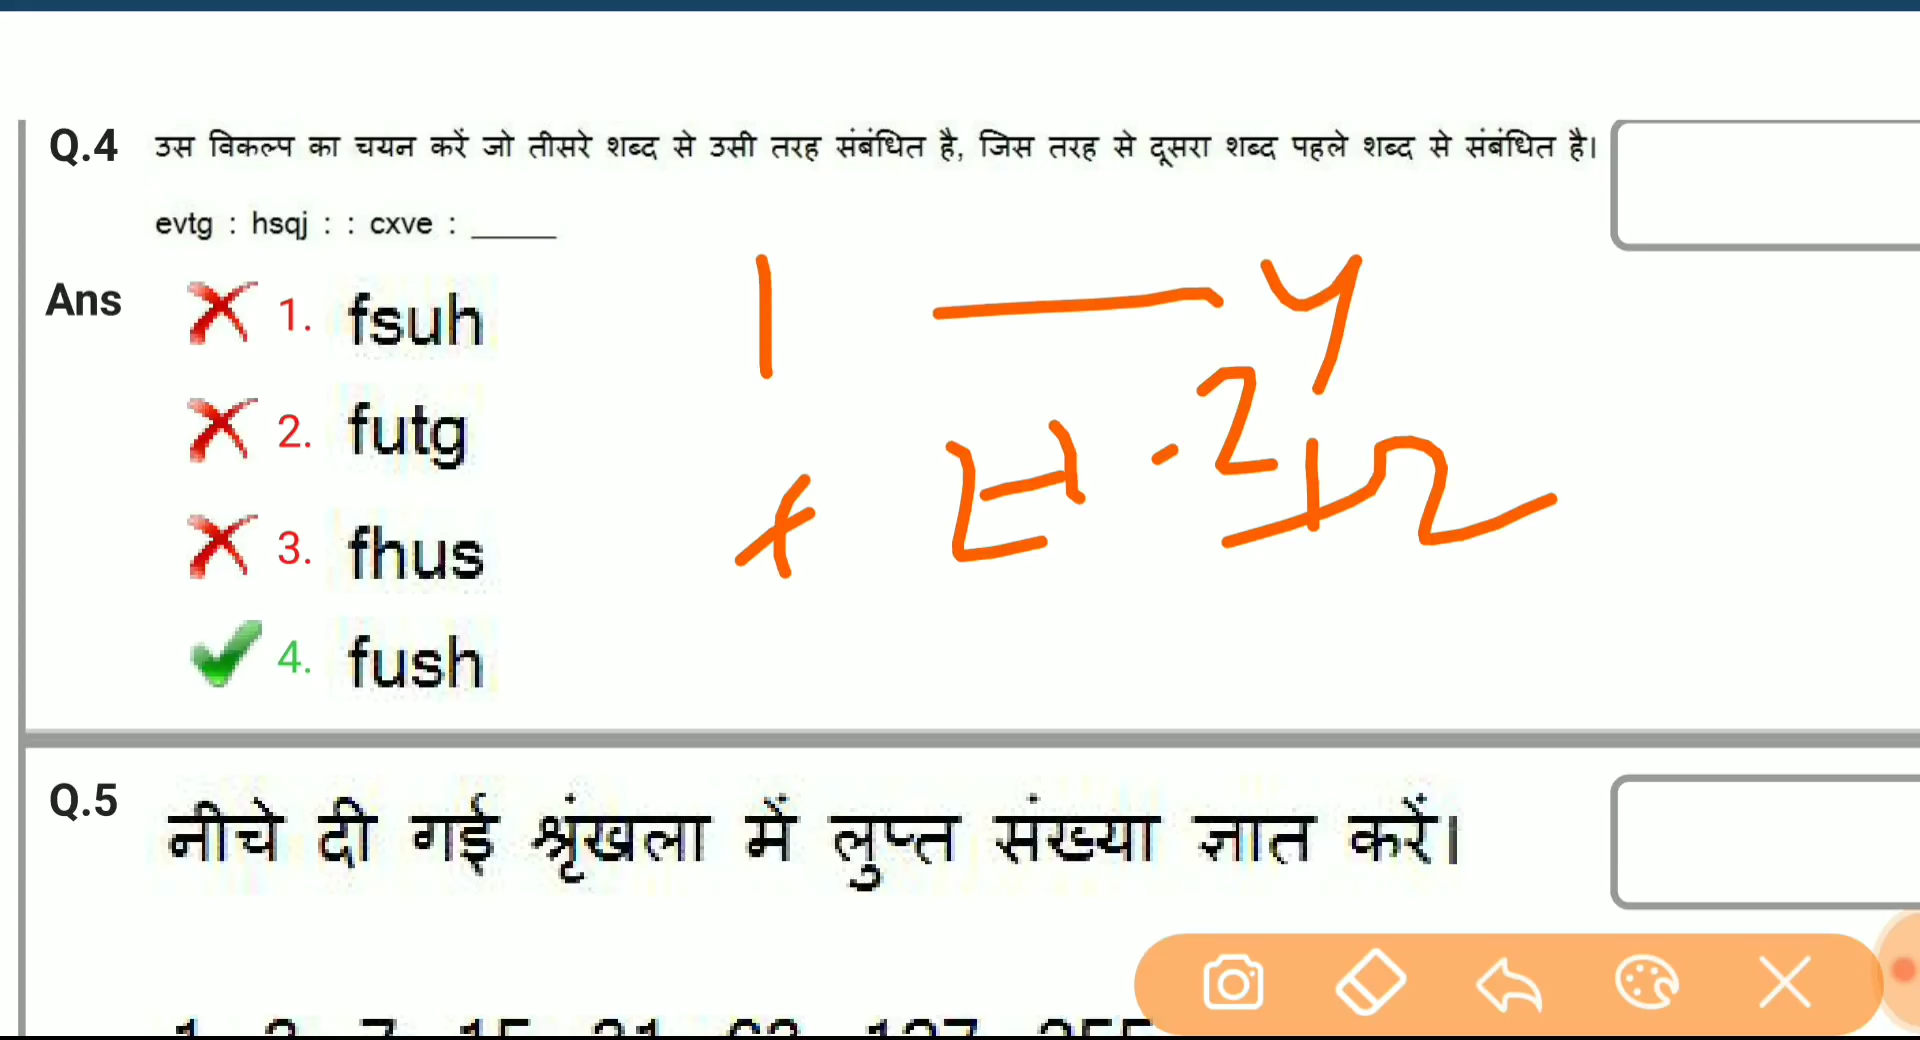 Q.4 उस विकल्प का चयन करें जो तीसरे शब्द से उसी तरह संबंधित है, जिस तरह से दूसरा शब्द पहले शब्द से संबंधित है।
evtg : hsqj : : cxve : _____
Ans 1. fsuh
2. futg
3. fhus
4. fush
Q.5 नीचे दी गई श्रृंखला में लुप्त संख्या ज्ञात करें।